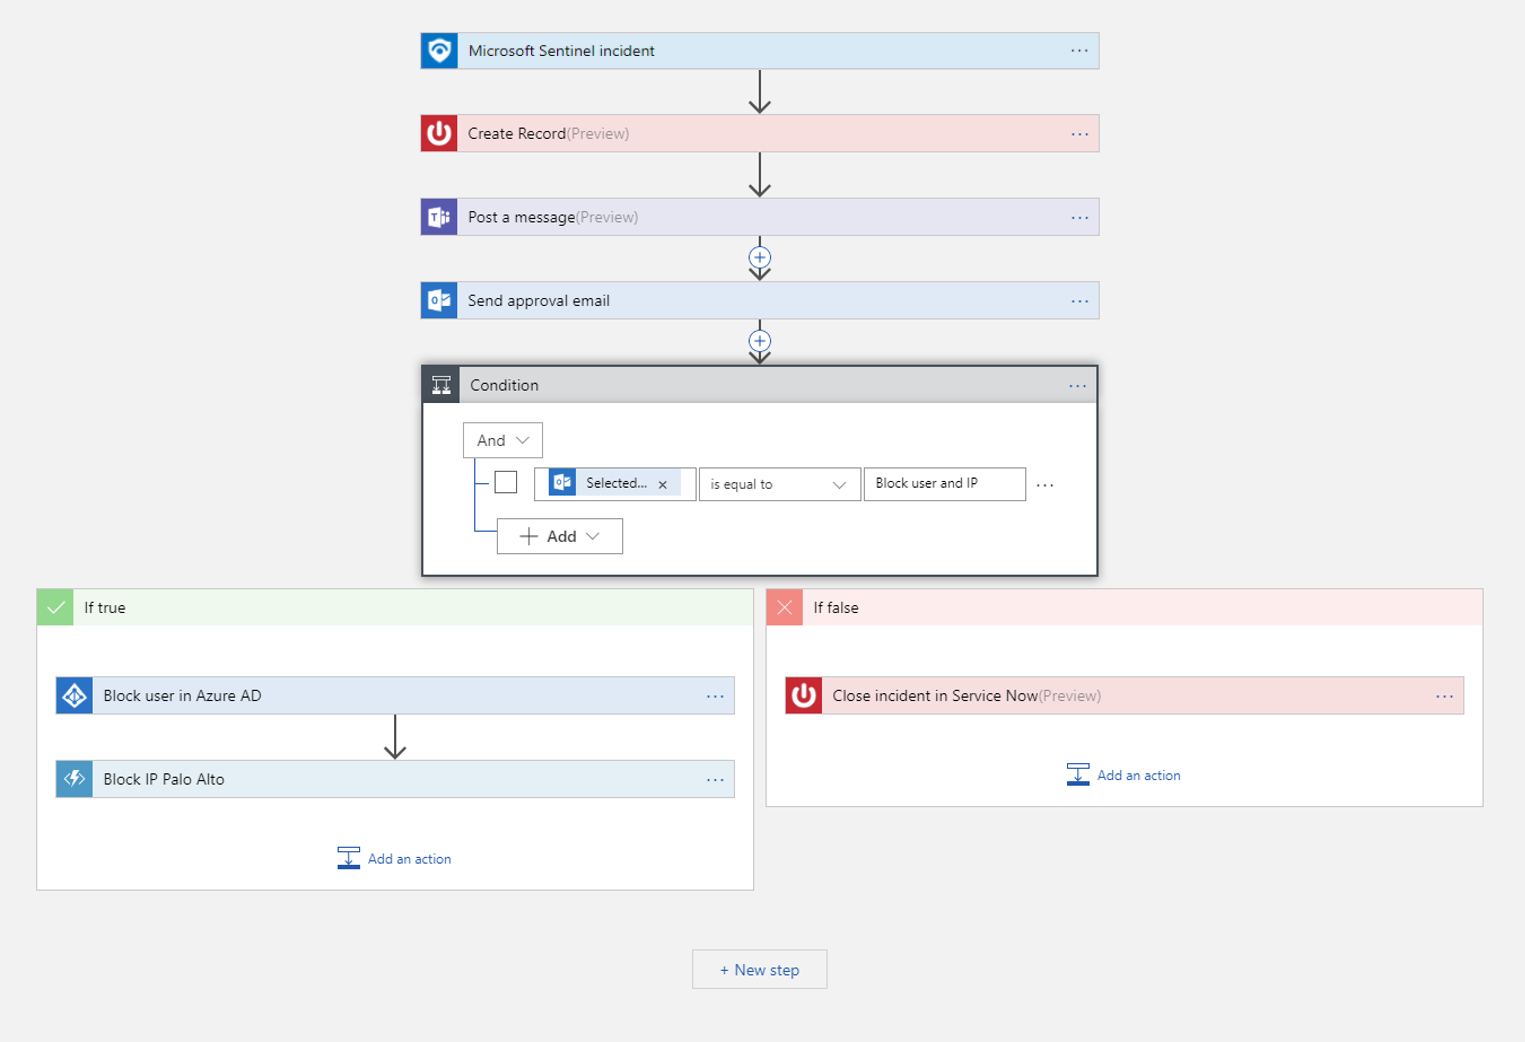 Microsoft Sentinel incident
Create Record(Preview)
Post a message(Preview)
Send approval email
Condition
And
Selected... × is equal to Block user and IP
+ Add
If true
If false
Block user in Azure AD
Close incident in Service Now(Preview)
Block IP Palo Alto
Add an action
Add an action
+ New step